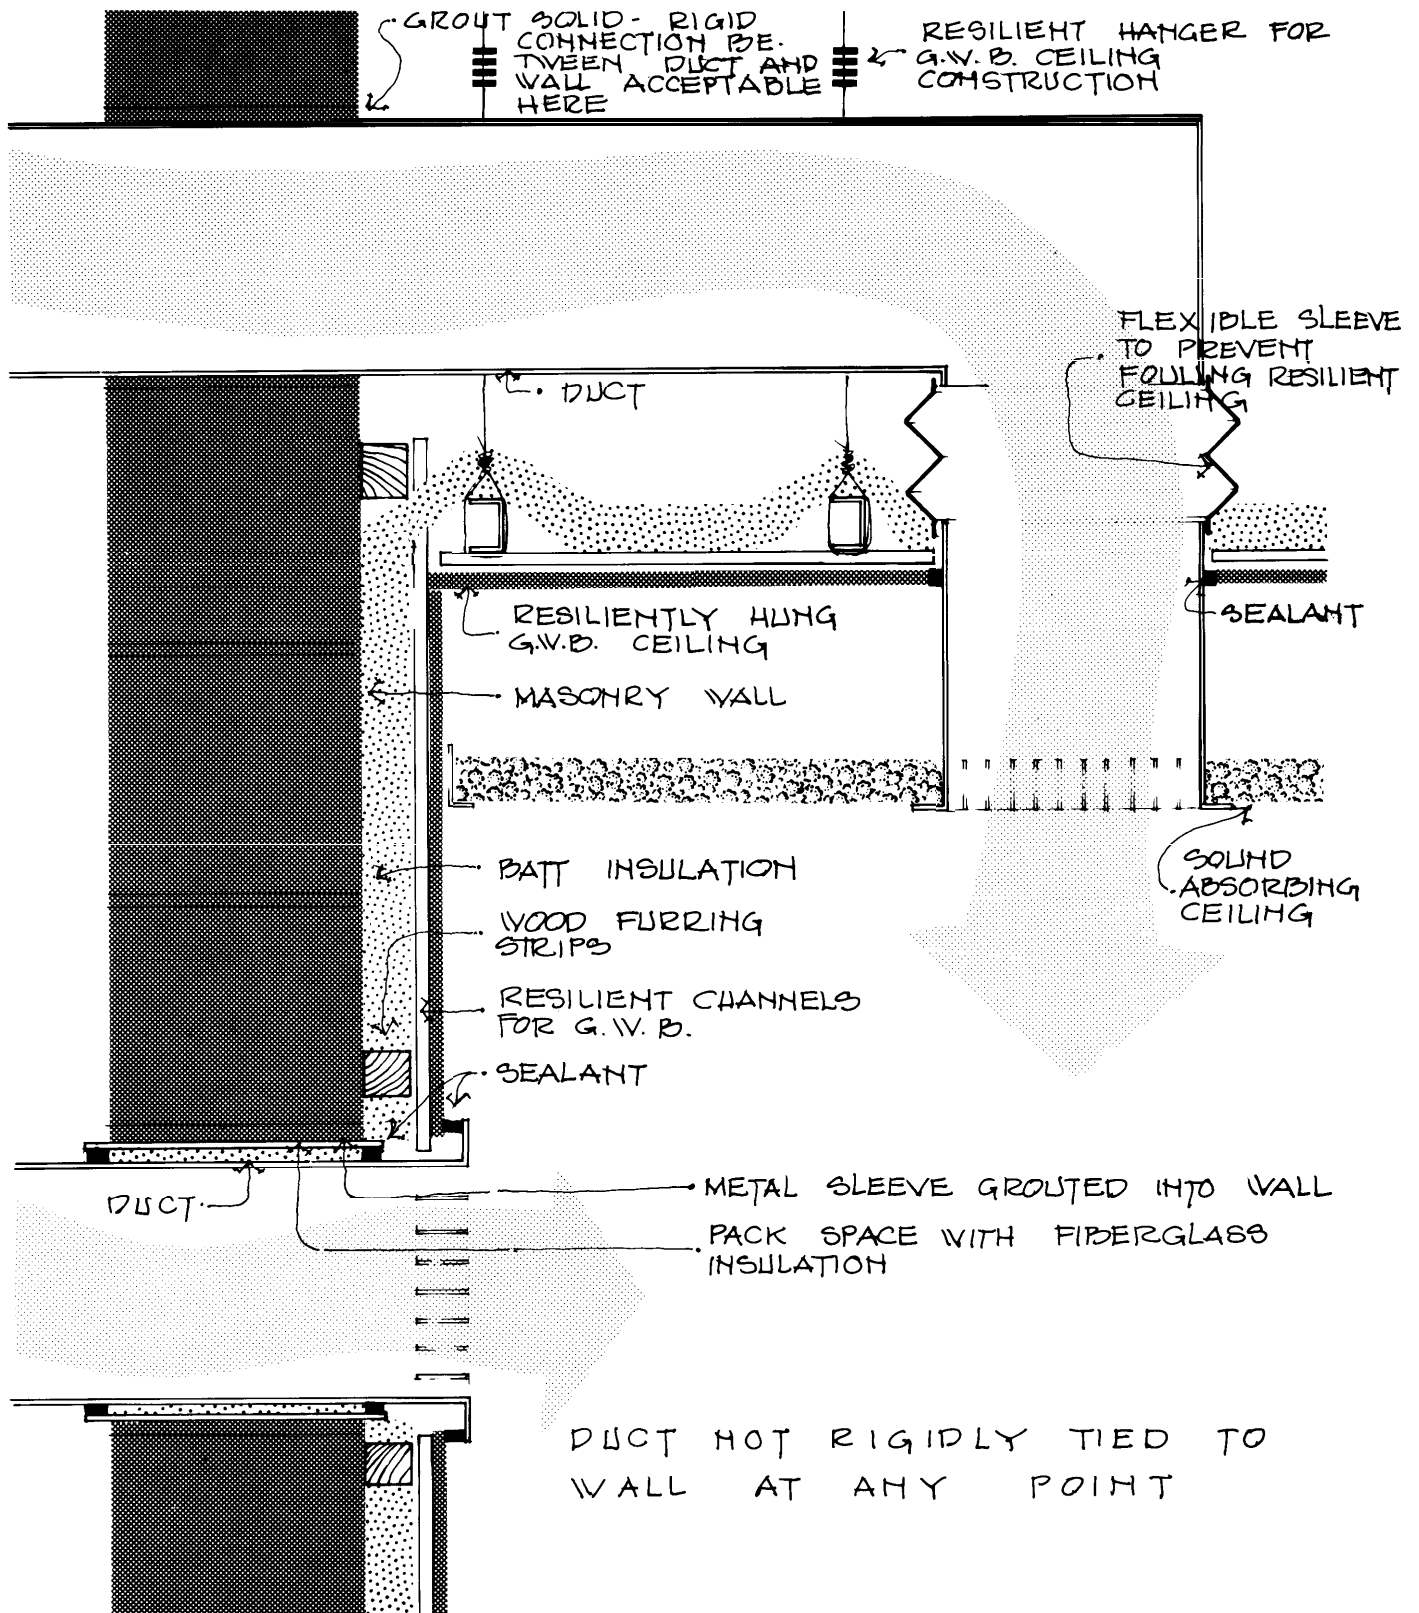 GROUT SOLID - RIGID
CONNECTION BE-
TWEEN DUCT AND
WALL ACCEPTABLE
HERE
RESILIENT HANGER FOR
G.W.B. CEILING
CONSTRUCTION
FLEXIBLE SLEEVE
TO PREVENT
FOULING RESILIENT
CEILING
DUCT
RESILIENTLY HUNG
G.W.B. CEILING
SEALANT
MASONRY WALL
SOUND
ABSORBING
CEILING
BATT INSULATION
WOOD FURRING
STRIPS
RESILIENT CHANNELS
FOR G.W.B.
SEALANT
DUCT
METAL SLEEVE GROUTED INTO WALL
PACK SPACE WITH FIBERGLASS
INSULATION
DUCT NOT RIGIDLY TIED TO
WALL AT ANY POINT